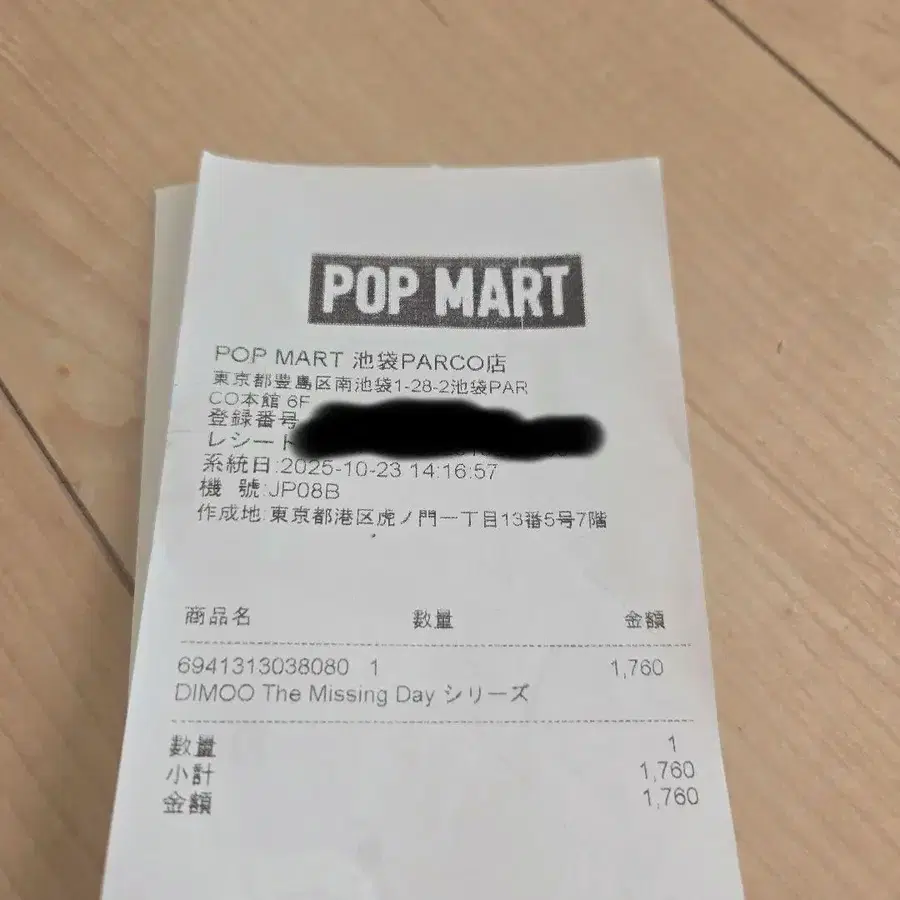 POP MART
POP MART 池袋PARCO店
東京都豊島区南池袋1-28-2池袋PAR
CO本館 6F
登録番号
レシート
系統日:2025-10-23 14:16:57
機 號:JP08B
作成地:東京都港区虎ノ門一丁目13番5号7階
商品名 数量 金額
6941313038080 1 1,760
DIMOO The Missing Day シリーズ
数量 1
小計 1,760
金額 1,760